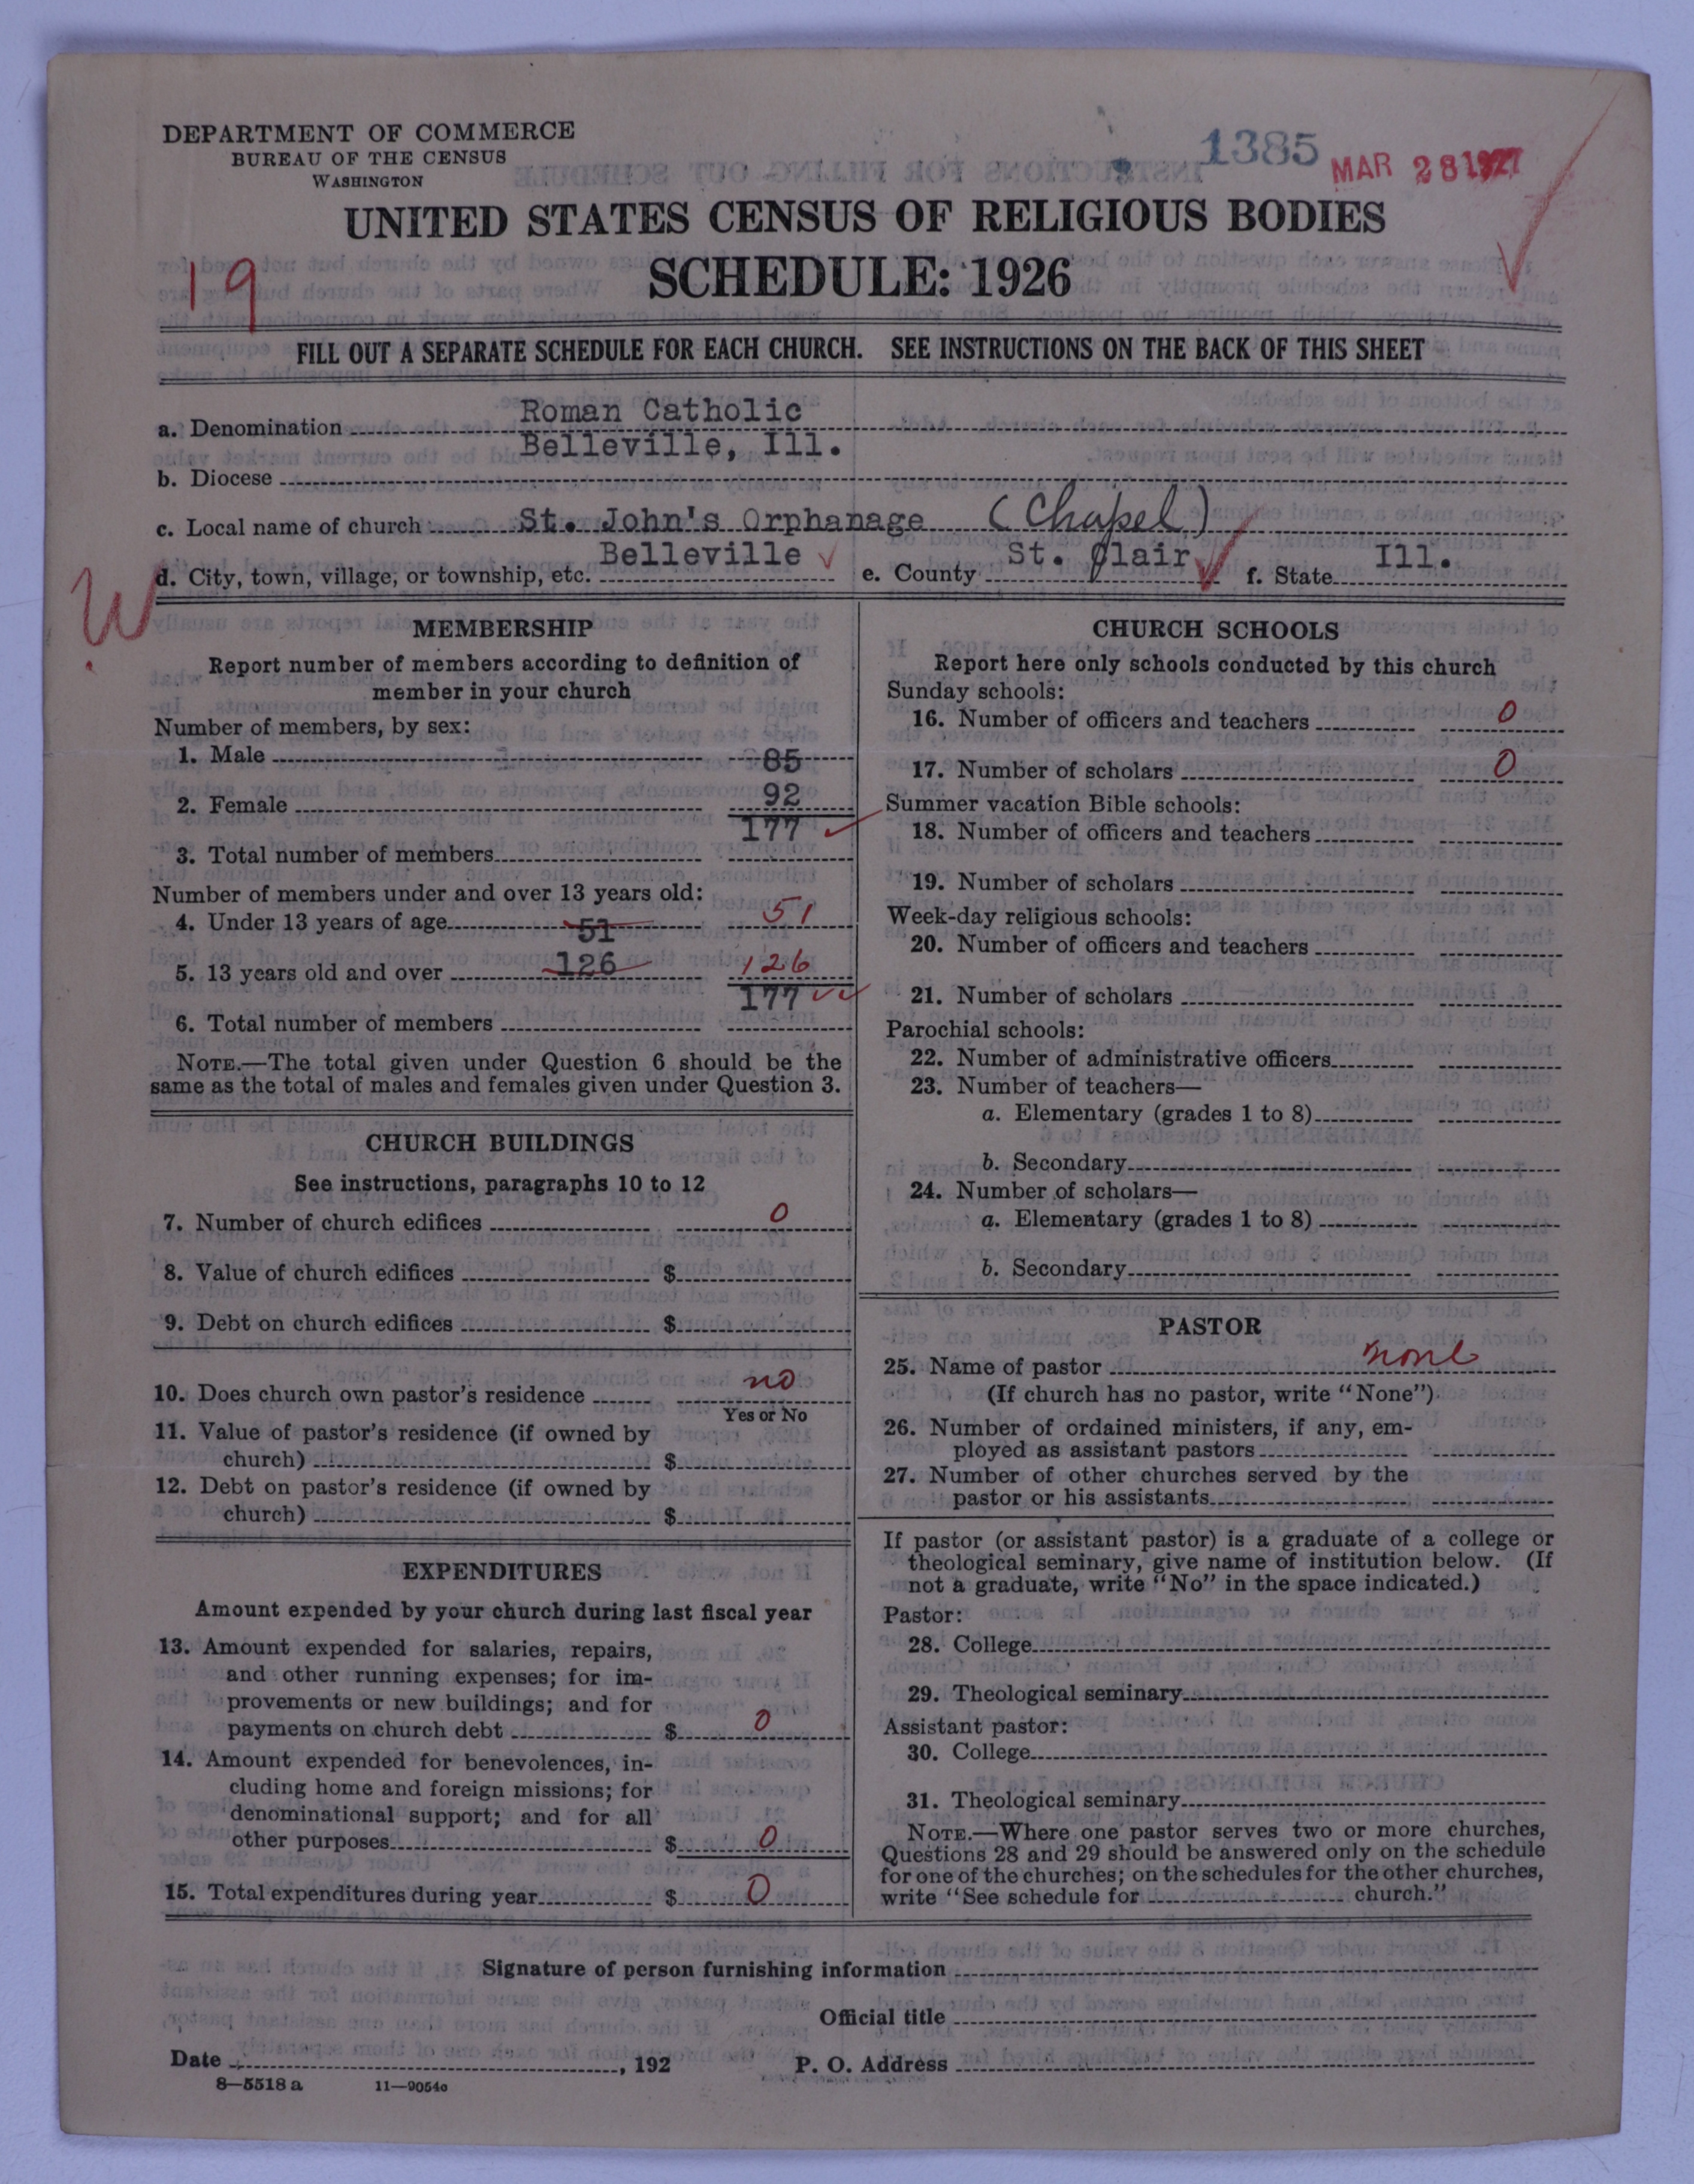 DEPARTMENT OF COMMERCE
BUREAU OF THE CENSUS
WASHINGTON
1385
MAR 28 1927
UNITED STATES CENSUS OF RELIGIOUS BODIES
19
SCHEDULE: 1926
FILL OUT A SEPARATE SCHEDULE FOR EACH CHURCH. SEE INSTRUCTIONS ON THE BACK OF THIS SHEET
a. Denomination Roman Catholic
Belleville, Ill.
b. Diocese
c. Local name of church St. John's Orphanage (Chapel)
W d. City, town, village, or township, etc. Belleville e. County St. Clair f. State Ill.
MEMBERSHIP
Report number of members according to definition of
member in your church
Number of members, by sex:
1. Male 85
2. Female 92
177
3. Total number of members
Number of members under and over 13 years old:
4. Under 13 years of age 51 51
5. 13 years old and over 126 126
177
6. Total number of members
NOTE.—The total given under Question 6 should be the
same as the total of males and females given under Question 3.
CHURCH BUILDINGS
See instructions, paragraphs 10 to 12
7. Number of church edifices 0
8. Value of church edifices $
9. Debt on church edifices $
10. Does church own pastor's residence no
Yes or No
11. Value of pastor's residence (if owned by
church) $
12. Debt on pastor's residence (if owned by
church) $
EXPENDITURES
Amount expended by your church during last fiscal year
13. Amount expended for salaries, repairs,
and other running expenses; for im-
provements or new buildings; and for
payments on church debt $ 0
14. Amount expended for benevolences, in-
cluding home and foreign missions; for
denominational support; and for all
other purposes $ 0
15. Total expenditures during year $ 0
CHURCH SCHOOLS
Report here only schools conducted by this church
Sunday schools:
16. Number of officers and teachers 0
17. Number of scholars 0
Summer vacation Bible schools:
18. Number of officers and teachers
19. Number of scholars
Week-day religious schools:
20. Number of officers and teachers
21. Number of scholars
Parochial schools:
22. Number of administrative officers
23. Number of teachers—
a. Elementary (grades 1 to 8)
b. Secondary
24. Number of scholars—
a. Elementary (grades 1 to 8)
b. Secondary
PASTOR
25. Name of pastor none
(If church has no pastor, write "None")
26. Number of ordained ministers, if any, em-
ployed as assistant pastors
27. Number of other churches served by the
pastor or his assistants
If pastor (or assistant pastor) is a graduate of a college or
theological seminary, give name of institution below. (If
not a graduate, write "No" in the space indicated.)
Pastor:
28. College
29. Theological seminary
Assistant pastor:
30. College
31. Theological seminary
NOTE.—Where one pastor serves two or more churches,
Questions 28 and 29 should be answered only on the schedule
for one of the churches; on the schedules for the other churches,
write "See schedule for church."
Signature of person furnishing information
Official title
Date , 192 P. O. Address
8—5518 a 11—9054o